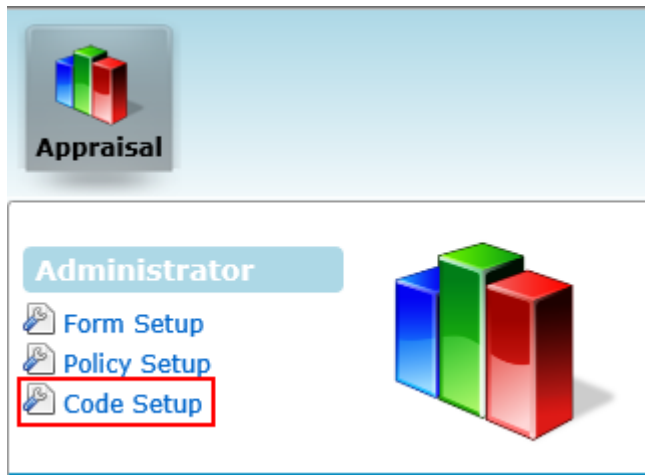 Appraisal
Administrator
Form Setup
Policy Setup
Code Setup